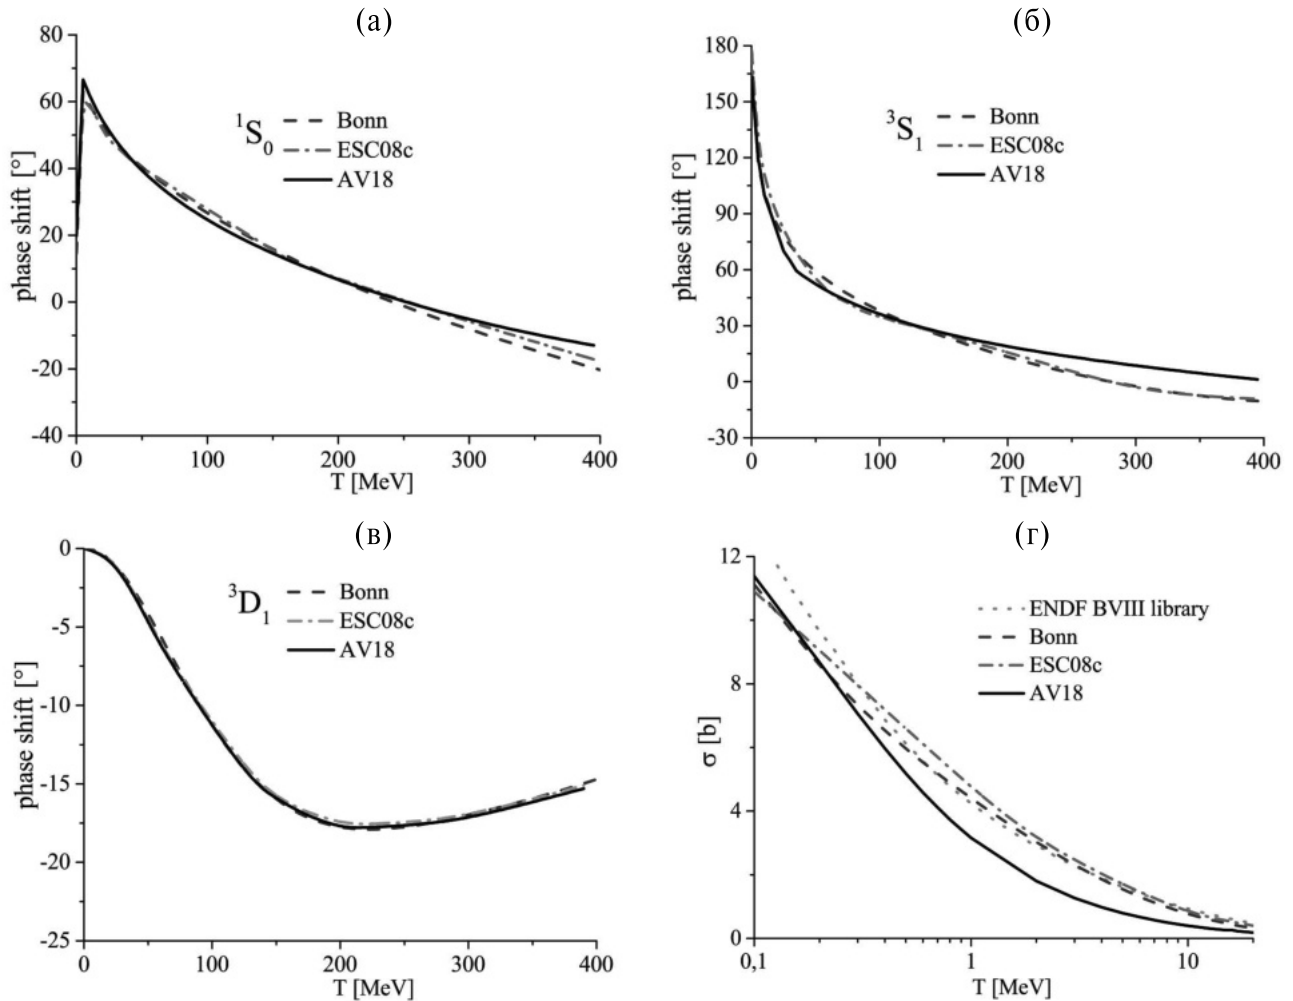 (а)
80
60
40
20
0
-20
-40
phase shift [°]
¹S₀
Bonn
ESC08c
AV18
0
100
200
300
400
T [MeV]
(б)
180
150
120
90
60
30
0
-30
phase shift [°]
³S₁
Bonn
ESC08c
AV18
0
100
200
300
400
T [MeV]
(в)
0
-5
-10
-15
-20
-25
phase shift [°]
³D₁
Bonn
ESC08c
AV18
0
100
200
300
400
T [MeV]
(г)
12
8
4
0
σ [b]
ENDF BVIII library
Bonn
ESC08c
AV18
0,1
1
10
T [MeV]